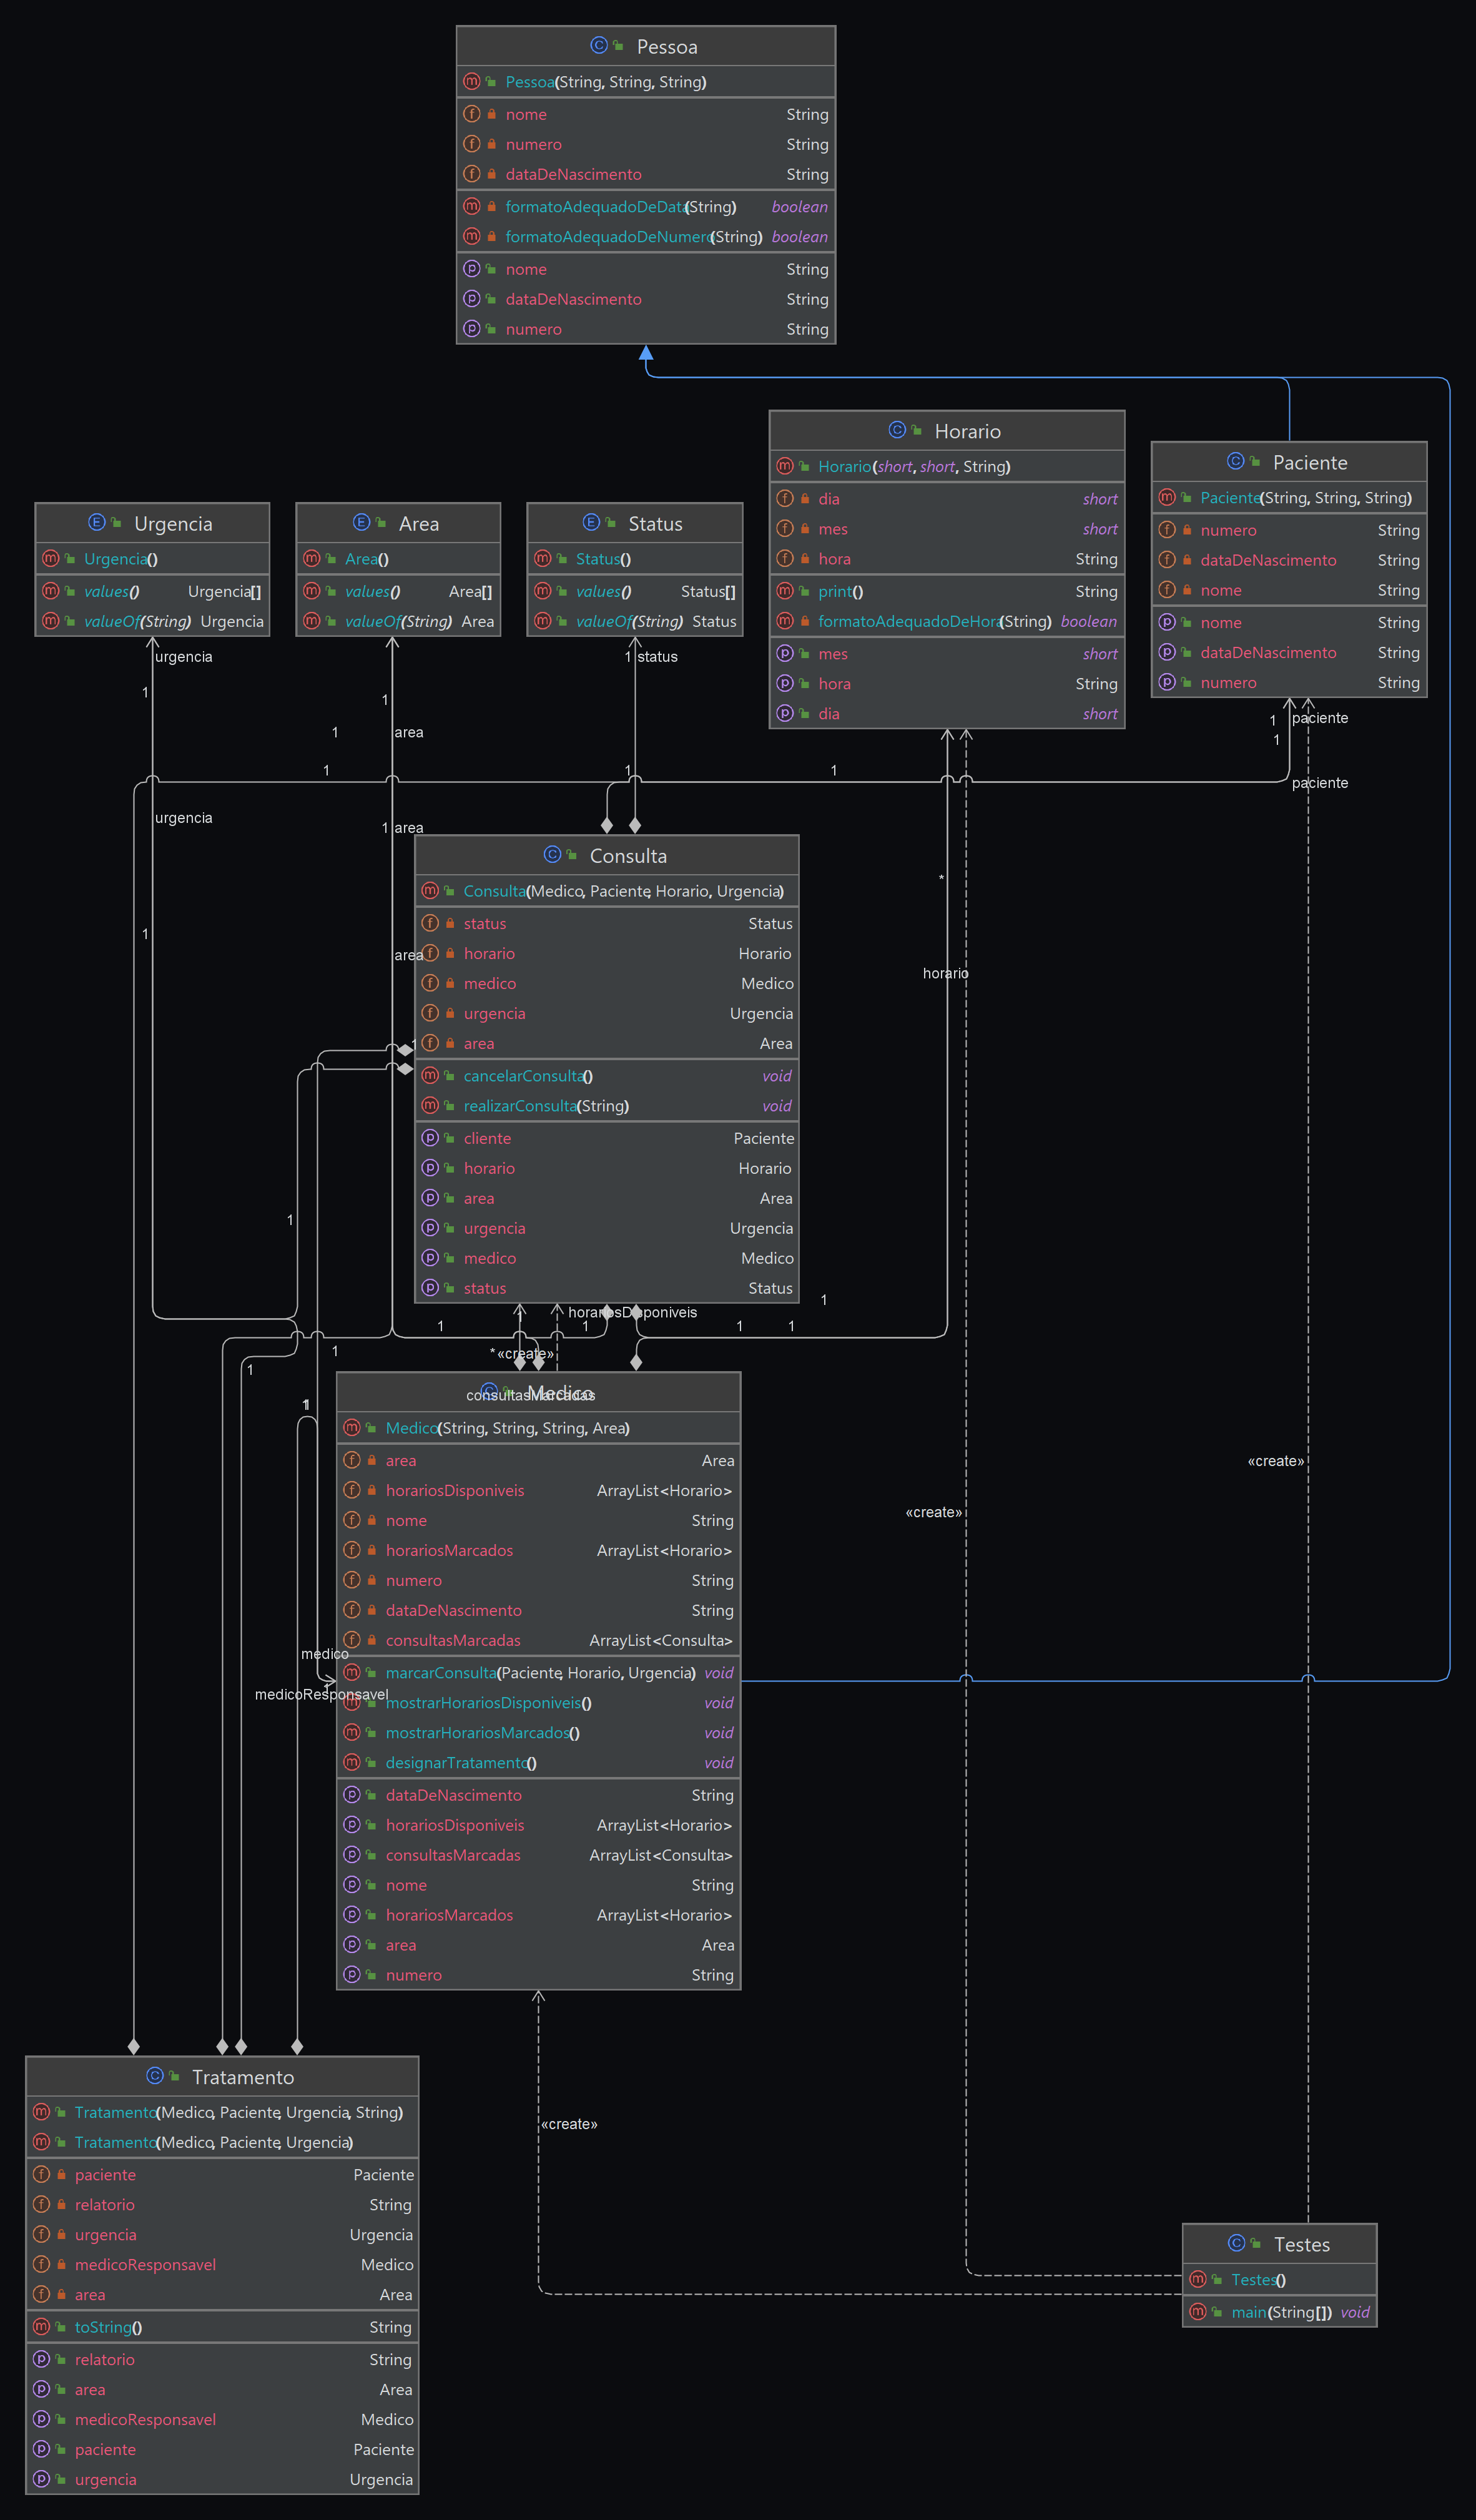 Pessoa
Pessoa(String, String, String)
nome String
numero String
dataDeNascimento String
formatoAdequadoDeData(String) boolean
formatoAdequadoDeNumero(String) boolean
nome String
dataDeNascimento String
numero String
Horario
Horario(short, short, String)
dia short
mes short
hora String
print() String
formatoAdequadoDeHora(String) boolean
mes short
hora String
dia short
Paciente
Paciente(String, String, String)
numero String
dataDeNascimento String
nome String
nome String
dataDeNascimento String
numero String
Urgencia
Urgencia()
values() Urgencia[]
valueOf(String) Urgencia
Area
Area()
values() Area[]
valueOf(String) Area
Status
Status()
values() Status[]
valueOf(String) Status
urgencia
1 status
1
1
1
paciente
1
area
1
1
1
1
1
paciente
urgencia
1 area
Consulta
Consulta(Medico, Paciente, Horario, Urgencia)
status Status
horario Horario
medico Medico
urgencia Urgencia
area Area
cancelarConsulta() void
realizarConsulta(String) void
cliente Paciente
horario Horario
area Area
urgencia Urgencia
medico Medico
status Status
*
1
area
horario
1
1
1
horariosDisponiveis
1
1
1
1
1
1
* «create»
1
1
consultasMarcadas
Medico
Medico(String, String, String, Area)
area Area
horariosDisponiveis ArrayList<Horario>
nome String
horariosMarcados ArrayList<Horario>
numero String
dataDeNascimento String
consultasMarcadas ArrayList<Consulta>
marcarConsulta(Paciente, Horario, Urgencia) void
mostrarHorariosDisponiveis() void
mostrarHorariosMarcados() void
designarTratamento() void
dataDeNascimento String
horariosDisponiveis ArrayList<Horario>
consultasMarcadas ArrayList<Consulta>
nome String
horariosMarcados ArrayList<Horario>
area Area
numero String
«create»
«create»
medico
1
medicoResponsavel
«create»
Tratamento
Tratamento(Medico, Paciente, Urgencia, String)
Tratamento(Medico, Paciente, Urgencia)
paciente Paciente
relatorio String
urgencia Urgencia
medicoResponsavel Medico
area Area
toString() String
relatorio String
area Area
medicoResponsavel Medico
paciente Paciente
urgencia Urgencia
Testes
Testes()
main(String[]) void